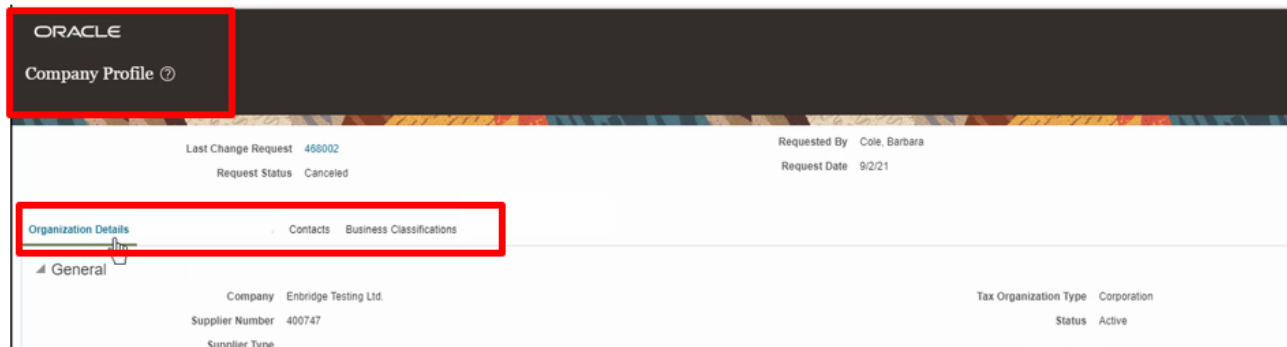 ORACLE
Company Profile
Last Change Request 468002 Requested By Cole, Barbara
Request Status Canceled Request Date 9/2/21
Organization Details Contacts Business Classifications
General
Company Enbridge Testing Ltd. Tax Organization Type Corporation
Supplier Number 400747 Status Active
Supplier Type